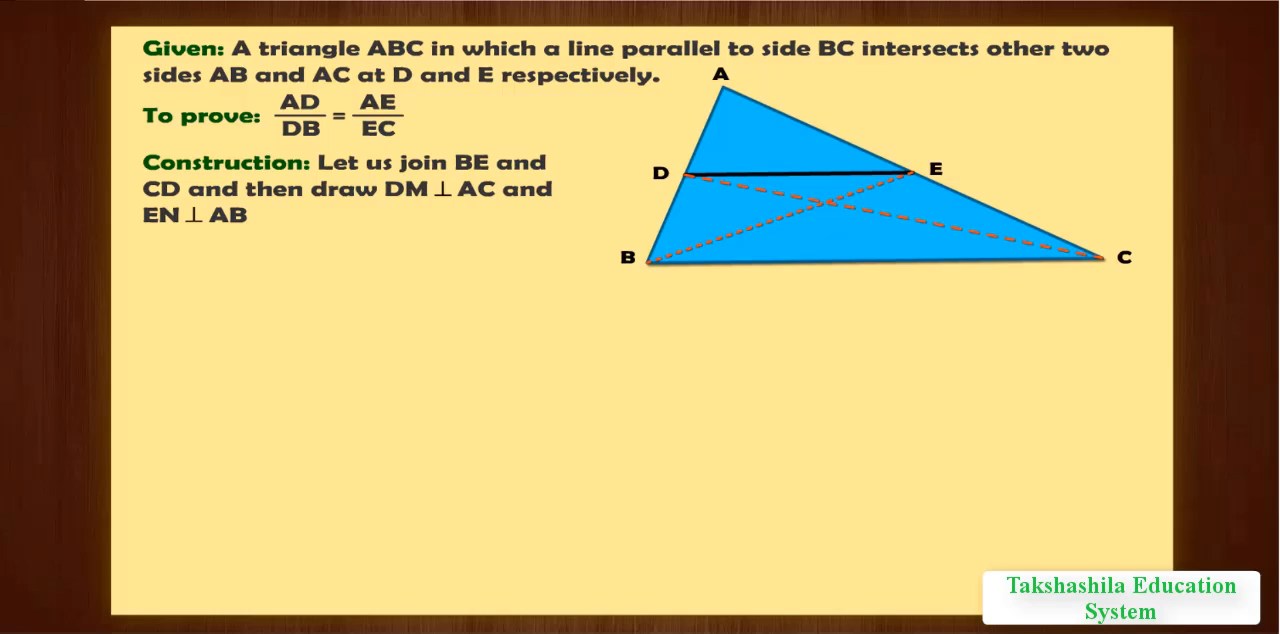 Given: A triangle ABC in which a line parallel to side BC intersects other two
sides AB and AC at D and E respectively.
To prove: AD/DB = AE/EC
Construction: Let us join BE and
CD and then draw DM ⊥ AC and
EN ⊥ AB
A
D
E
B
C
Takshashila Education
System